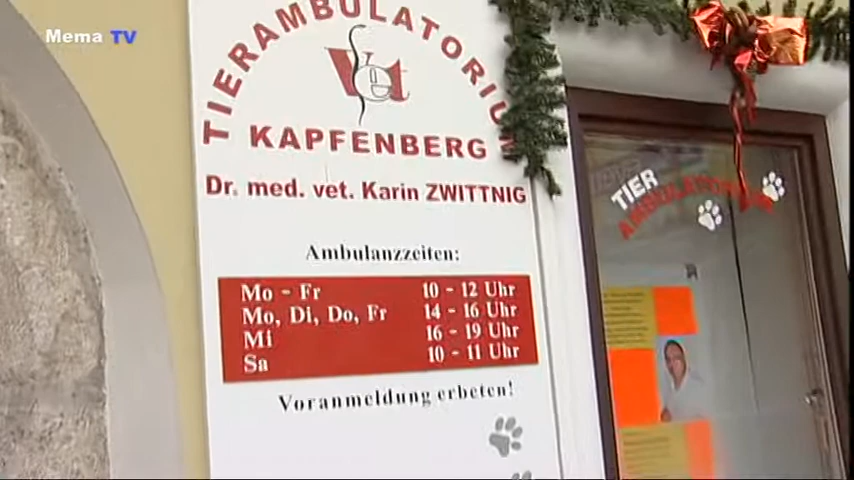 Mema TV
TIERAMBULATORIUM
KAPFENBERG
Dr. med. vet. Karin ZWITTNIG
Ambulanzzeiten:
Mo - Fr 10 - 12 Uhr
Mo, Di, Do, Fr 14 - 16 Uhr
Mi 16 - 19 Uhr
Sa 10 - 11 Uhr
Voranmeldung erbeten!
TIER
AMBULATORIUM